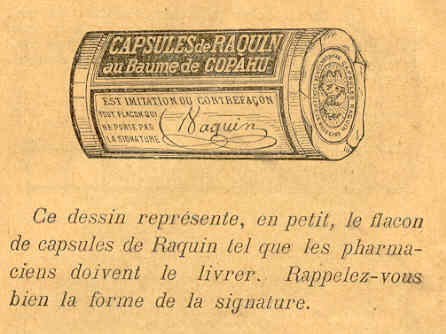 CAPSULES de RAQUIN
au Baume de COPAHU
EST IMITATION OU CONTREFAÇON
TOUT FLACON QUI
NE PORTE PAS
LA SIGNATURE
Raquin
Ce dessin représente, en petit, le flacon
de capsules de Raquin tel que les pharma-
ciens doivent le livrer. Rappelez-vous
bien la forme de la signature.